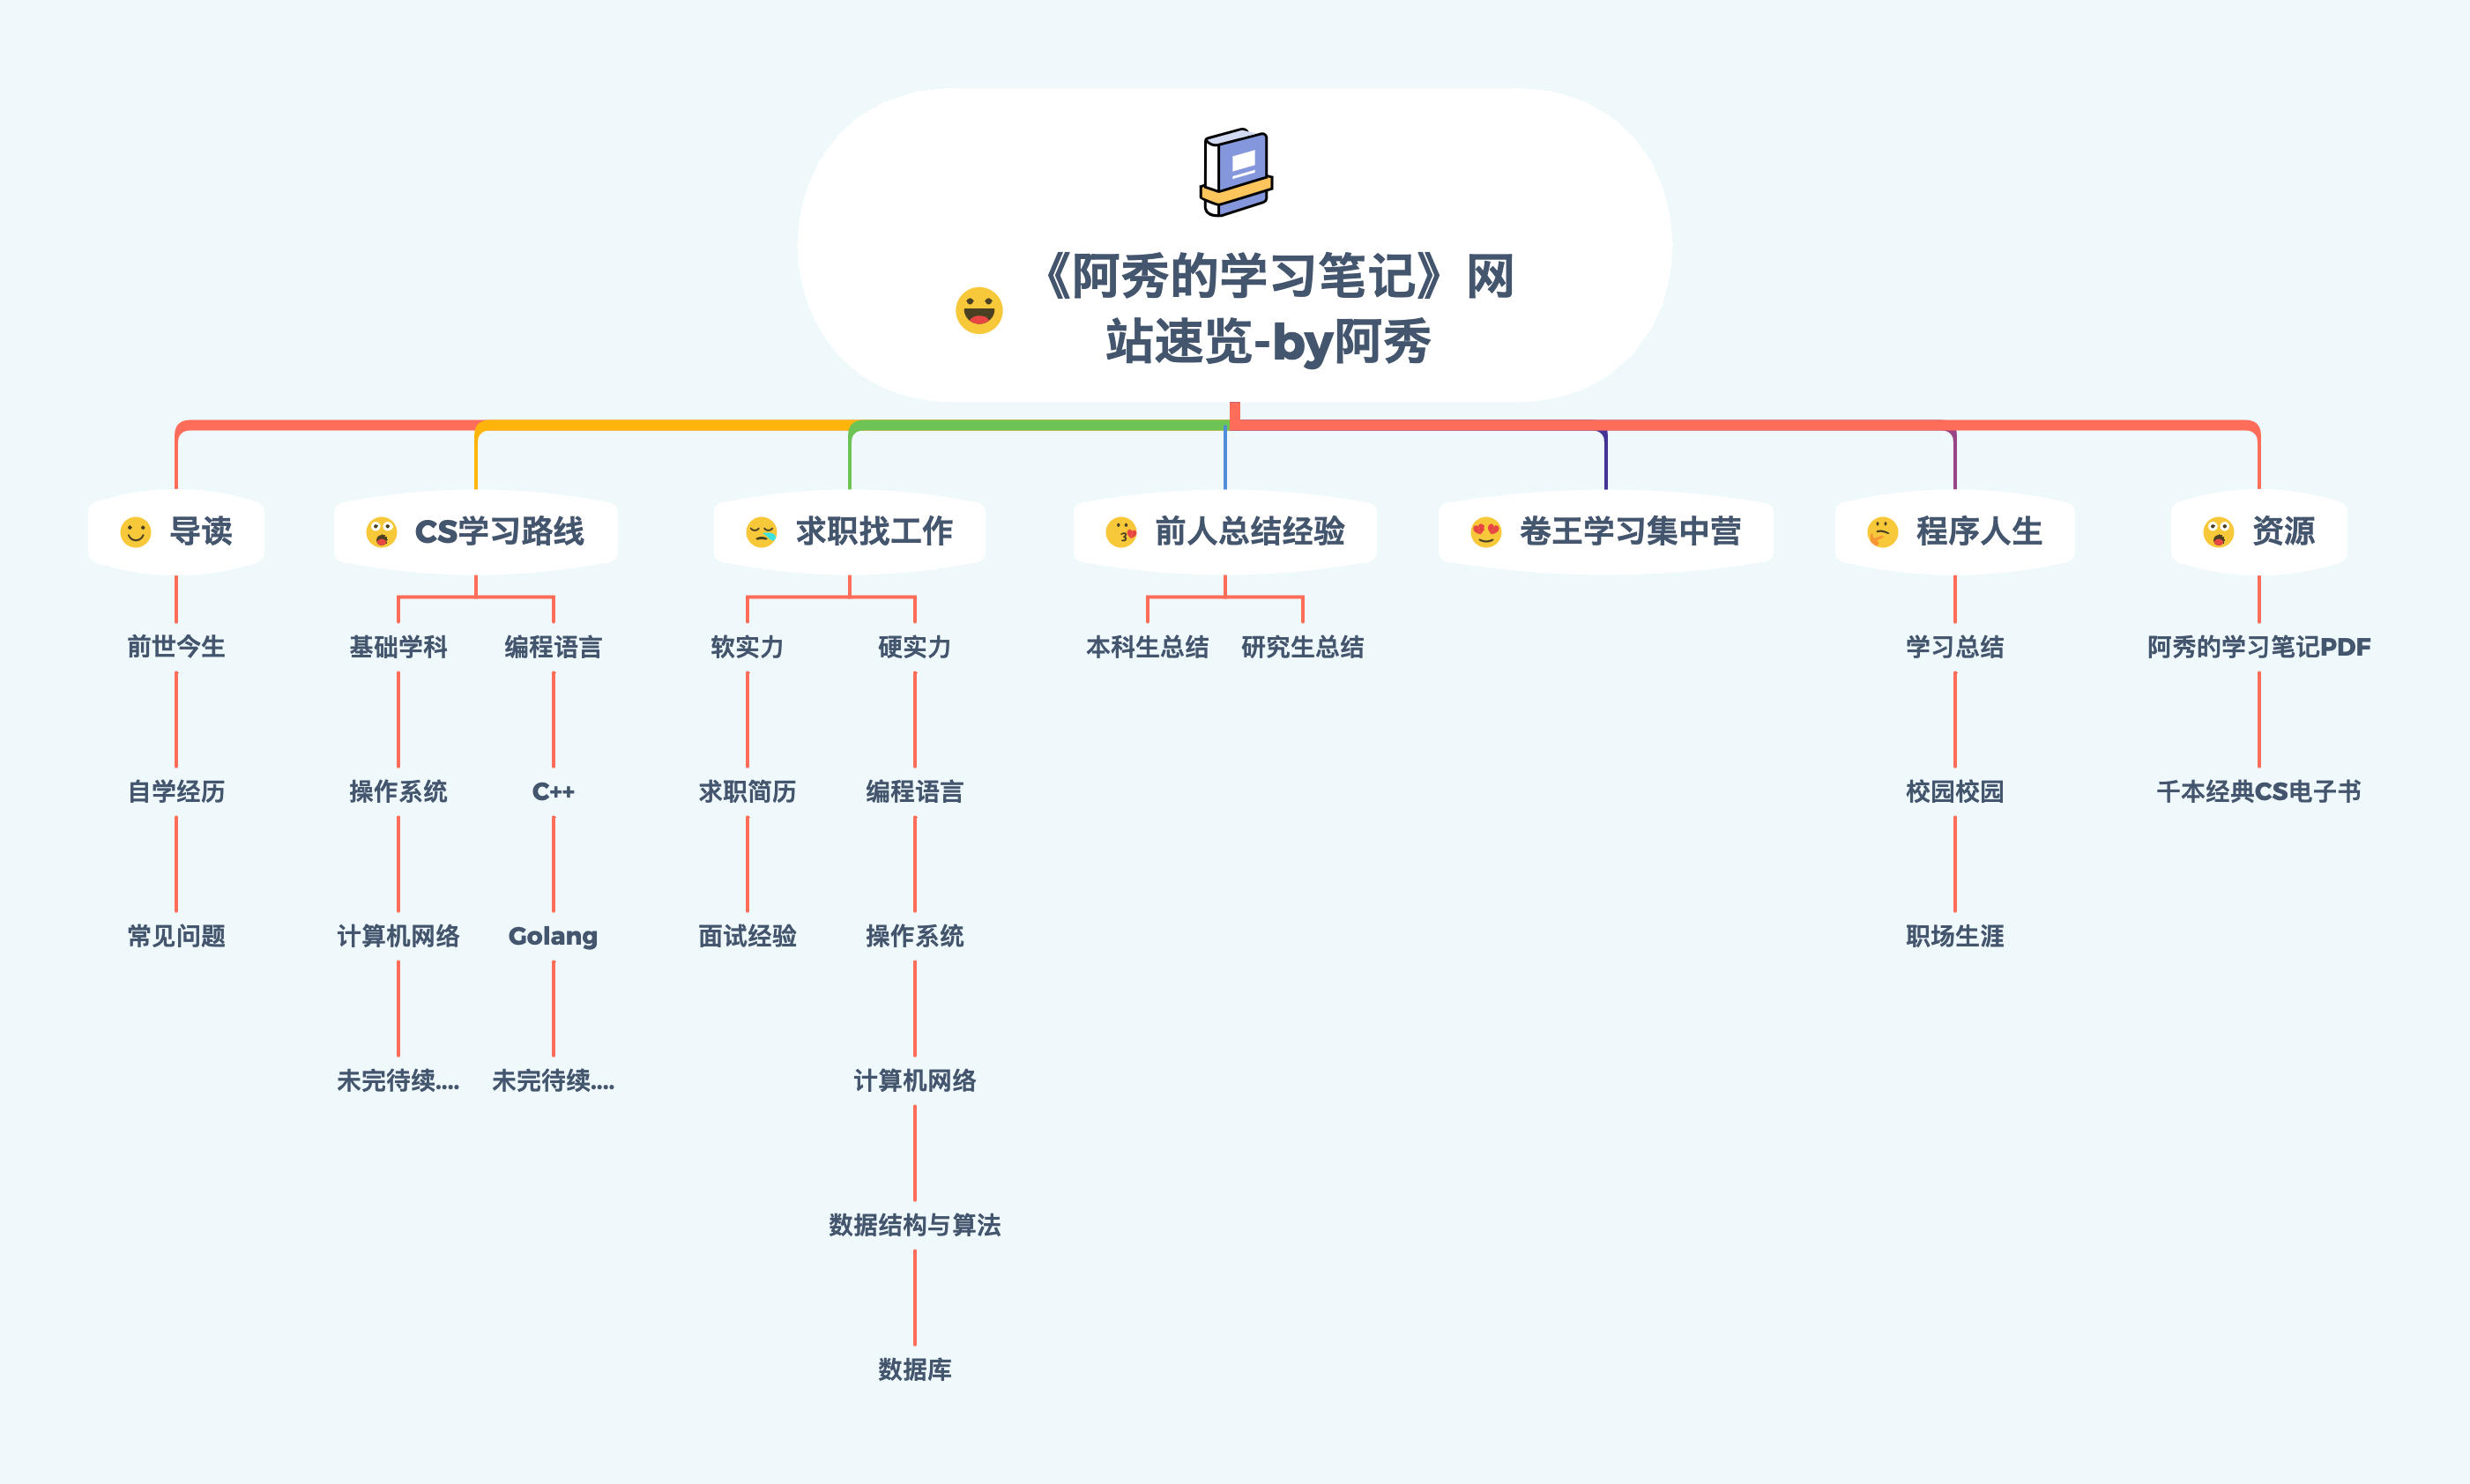 《阿秀的学习笔记》网
站速览-by阿秀
导读
CS学习路线
求职找工作
前人总结经验
卷王学习集中营
程序人生
资源
前世今生
基础学科
编程语言
软实力
硬实力
本科生总结
研究生总结
学习总结
阿秀的学习笔记PDF
自学经历
操作系统
C++
求职简历
编程语言
校园校园
千本经典CS电子书
常见问题
计算机网络
Golang
面试经验
操作系统
职场生涯
未完待续....
未完待续....
计算机网络
数据结构与算法
数据库